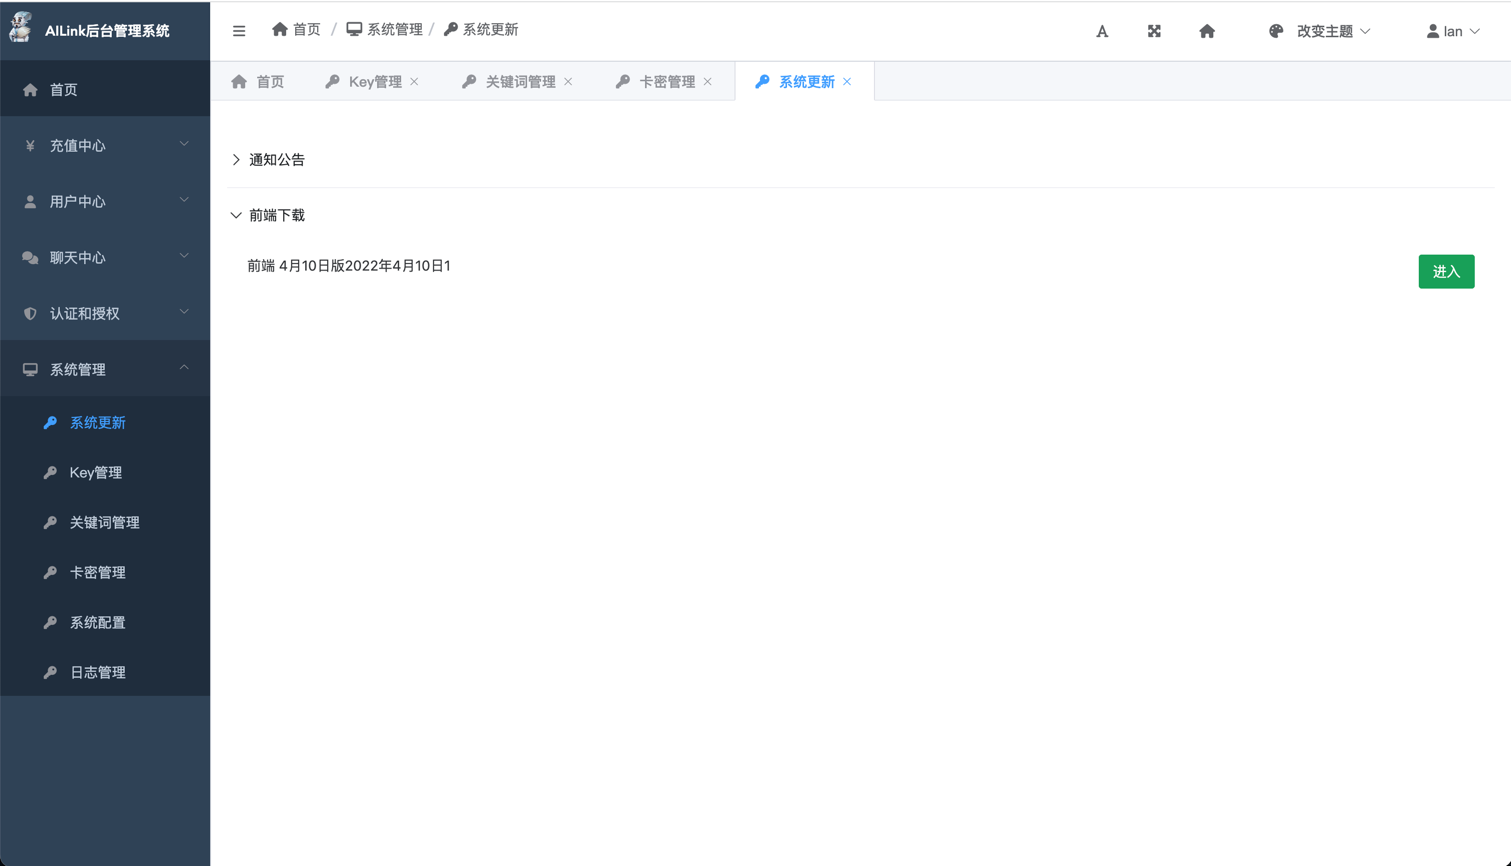 AILink后台管理系统
首页 / 系统管理 / 系统更新
A
改变主题
lan
首页
Key管理
关键词管理
卡密管理
系统更新
首页
¥ 充值中心
用户中心
聊天中心
认证和授权
系统管理
系统更新
Key管理
关键词管理
卡密管理
系统配置
日志管理
通知公告
前端下载
前端 4月10日版2022年4月10日1
进入